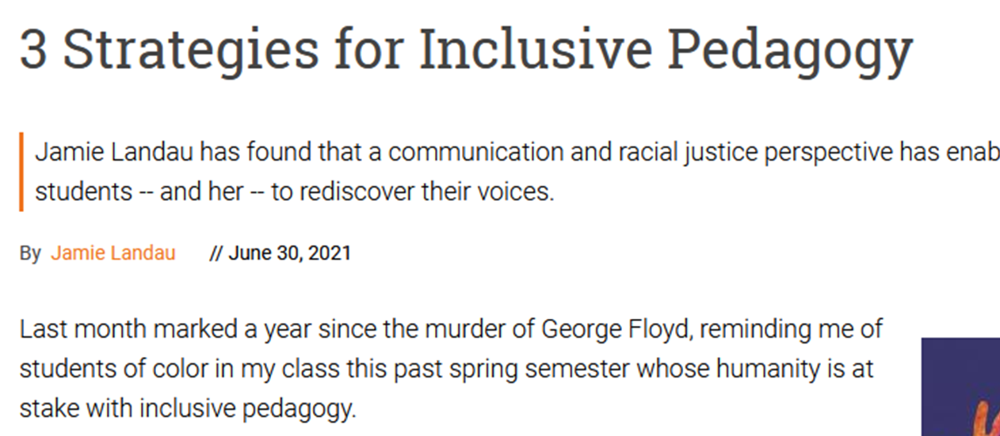 3 Strategies for Inclusive Pedagogy
Jamie Landau has found that a communication and racial justice perspective has enab
students -- and her -- to rediscover their voices.
By Jamie Landau // June 30, 2021
Last month marked a year since the murder of George Floyd, reminding me of
students of color in my class this past spring semester whose humanity is at
stake with inclusive pedagogy.